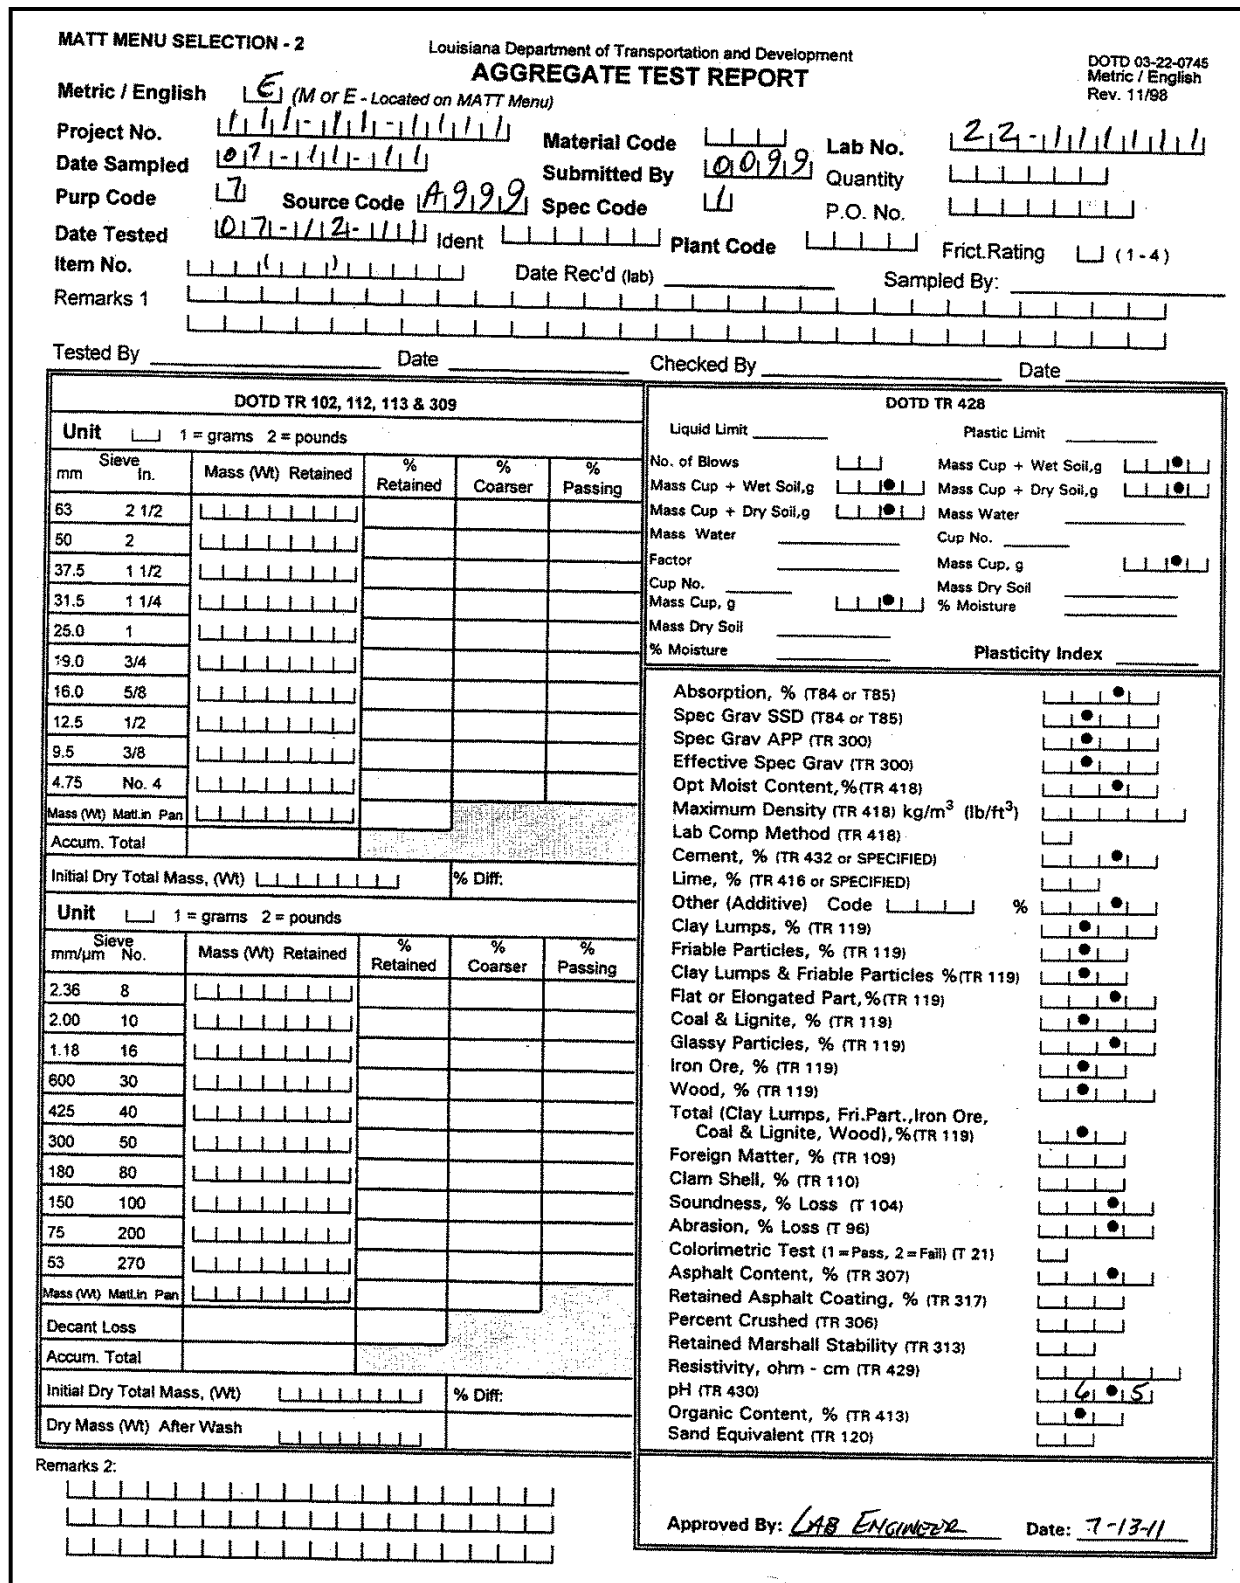 MATT MENU SELECTION - 2
Louisiana Department of Transportation and Development
DOTD 03-22-0745
AGGREGATE TEST REPORT
Metric / English
Rev. 11/98
Metric / English E (M or E - Located on MATT Menu)
Project No. 111-11-11111 Material Code Lab No. 22-111111
Date Sampled 07-11-11 Submitted By 0099 Quantity
Purp Code 7 Source Code A999 Spec Code 1 P.O. No.
Date Tested 07-12-11 Ident Plant Code Frict.Rating (1-4)
Item No. ( ) Date Rec'd (lab) Sampled By:
Remarks 1
Tested By Date Checked By Date
DOTD TR 102, 112, 113 & 309
Unit 1 = grams 2 = pounds
Sieve mm In. Mass (Wt) Retained % Retained % Coarser % Passing
63 2 1/2
50 2
37.5 1 1/2
31.5 1 1/4
25.0 1
19.0 3/4
16.0 5/8
12.5 1/2
9.5 3/8
4.75 No. 4
Mass (Wt) Matl.in Pan
Accum. Total
Initial Dry Total Mass, (Wt) % Diff:
Unit 1 = grams 2 = pounds
Sieve mm/µm No. Mass (Wt) Retained % Retained % Coarser % Passing
2.36 8
2.00 10
1.18 16
600 30
425 40
300 50
180 80
150 100
75 200
53 270
Mass (Wt) Matl.in Pan
Decant Loss
Accum. Total
Initial Dry Total Mass, (Wt) % Diff:
Dry Mass (Wt) After Wash
Remarks 2:
DOTD TR 428
Liquid Limit Plastic Limit
No. of Blows Mass Cup + Wet Soil,g
Mass Cup + Wet Soil,g Mass Cup + Dry Soil,g
Mass Cup + Dry Soil,g Mass Water
Mass Water Cup No.
Factor Mass Cup, g
Cup No. Mass Dry Soil
Mass Cup, g % Moisture
Mass Dry Soil
% Moisture Plasticity Index
Absorption, % (T84 or T85)
Spec Grav SSD (T84 or T85)
Spec Grav APP (TR 300)
Effective Spec Grav (TR 300)
Opt Moist Content,%(TR 418)
Maximum Density (TR 418) kg/m³ (lb/ft³)
Lab Comp Method (TR 418)
Cement, % (TR 432 or SPECIFIED)
Lime, % (TR 416 or SPECIFIED)
Other (Additive) Code %
Clay Lumps, % (TR 119)
Friable Particles, % (TR 119)
Clay Lumps & Friable Particles %(TR 119)
Flat or Elongated Part,%(TR 119)
Coal & Lignite, % (TR 119)
Glassy Particles, % (TR 119)
Iron Ore, % (TR 119)
Wood, % (TR 119)
Total (Clay Lumps, Fri.Part.,Iron Ore,
Coal & Lignite, Wood),%(TR 119)
Foreign Matter, % (TR 109)
Clam Shell, % (TR 110)
Soundness, % Loss (T 104)
Abrasion, % Loss (T 96)
Colorimetric Test (1=Pass, 2=Fail) (T 21)
Asphalt Content, % (TR 307)
Retained Asphalt Coating, % (TR 317)
Percent Crushed (TR 306)
Retained Marshall Stability (TR 313)
Resistivity, ohm - cm (TR 429)
pH (TR 430) 6 • 5
Organic Content, % (TR 413)
Sand Equivalent (TR 120)
Approved By: LAB ENGINEER Date: 7-13-11